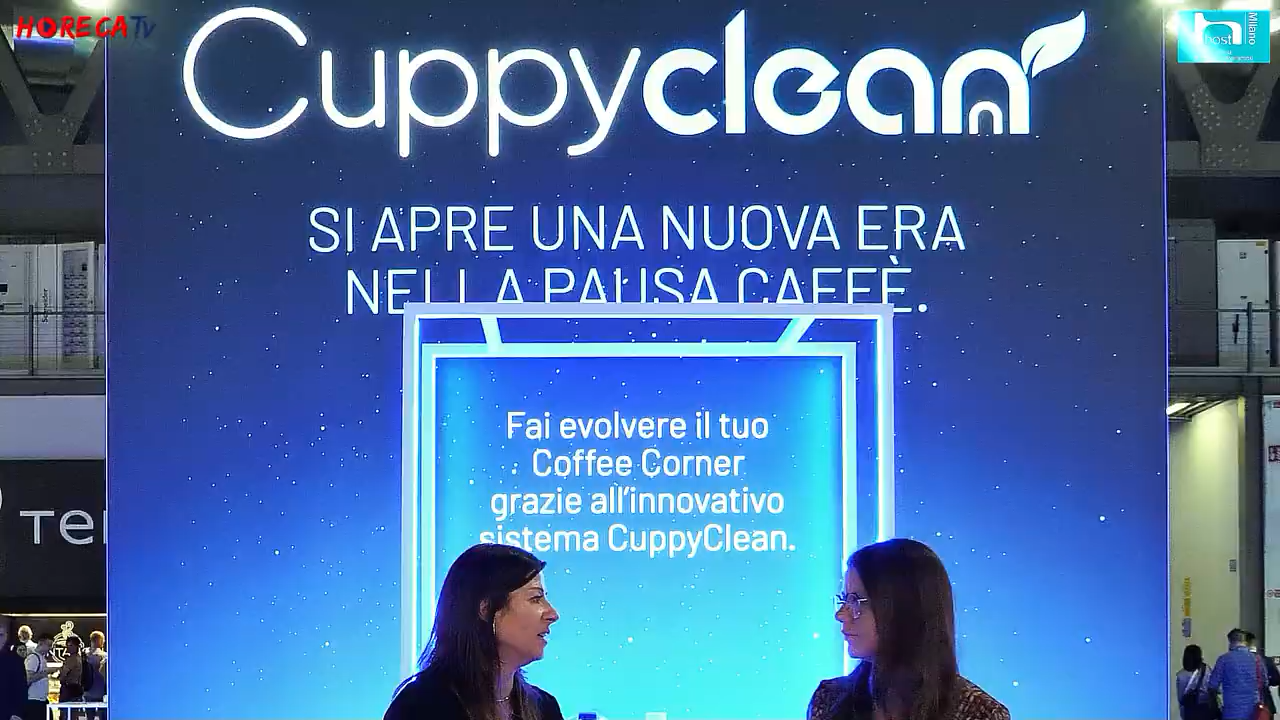 HORECATV
host
Milano
Cuppyclean
SI APRE UNA NUOVA ERA
NELLA PAUSA CAFFÈ.
Fai evolvere il tuo
Coffee Corner
grazie all'innovativo
sistema CuppyClean.
Ter